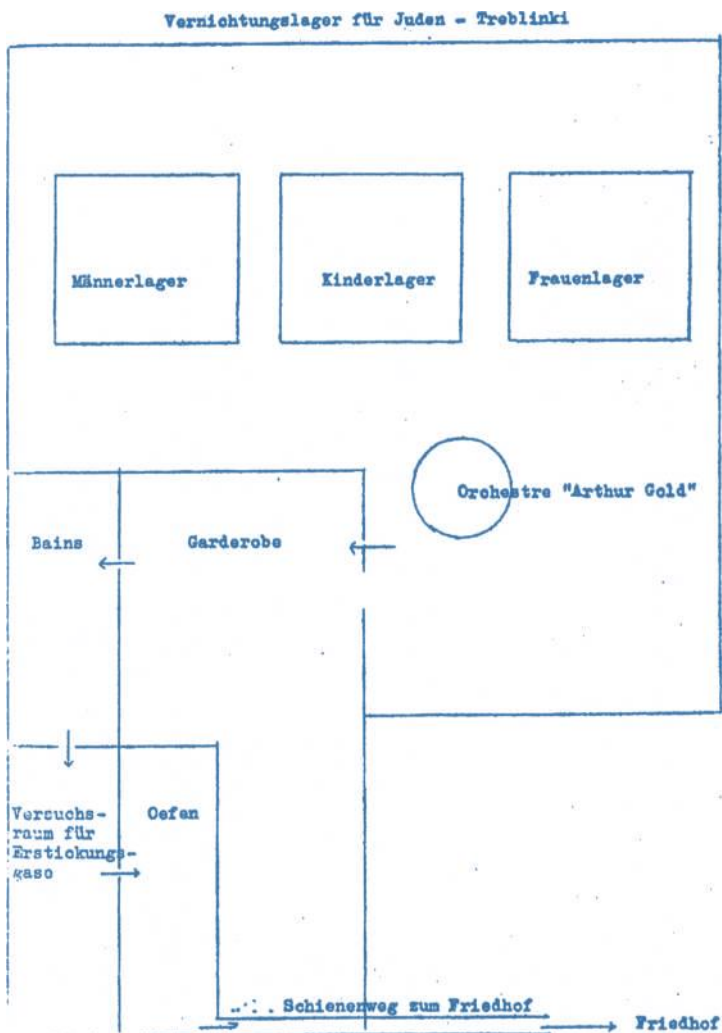 Vernichtungslager für Juden - Treblinki
Männerlager
Kinderlager
Frauenlager
Orchestre "Arthur Gold"
Bains
Garderobe
Versuchs-
raum für
Erstickungs-
gase
Oefen
Schienenweg zum Friedhof
Friedhof